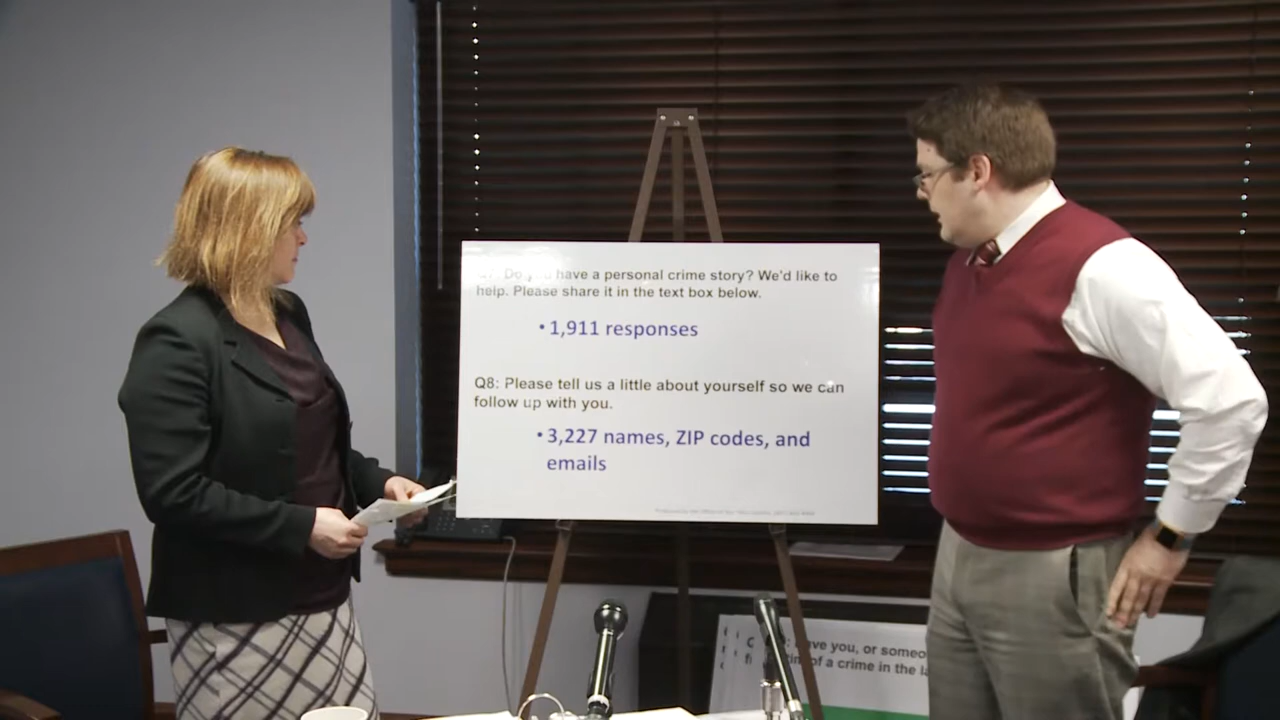 Do you have a personal crime story? We'd like to
help. Please share it in the text box below.
• 1,911 responses
Q8: Please tell us a little about yourself so we can
follow up with you.
• 3,227 names, ZIP codes, and
emails
ave you, or someo
of a crime in the la